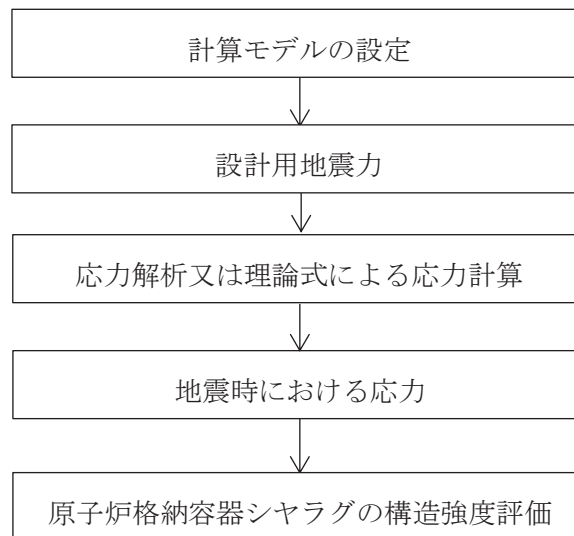 計算モデルの設定
設計用地震力
応力解析又は理論式による応力計算
地震時における応力
原子炉格納容器シヤラグの構造強度評価